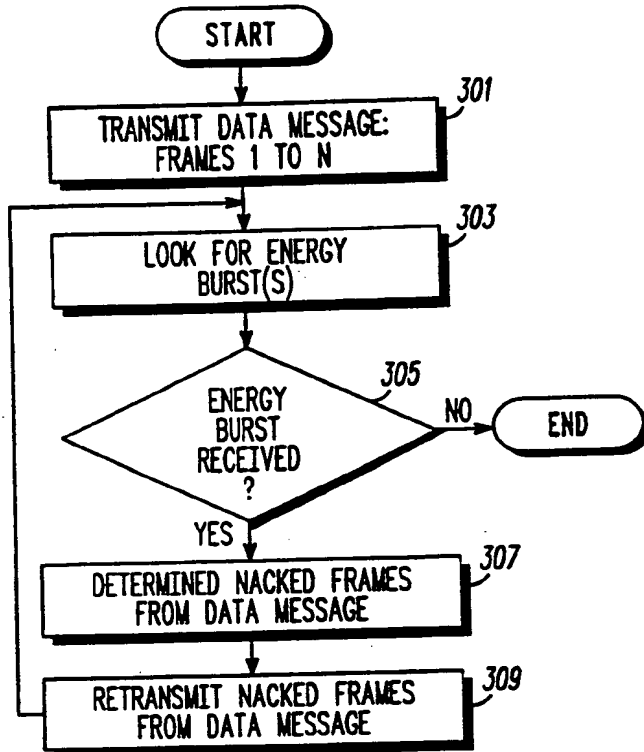 START
301
TRANSMIT DATA MESSAGE:
FRAMES 1 TO N
303
LOOK FOR ENERGY
BURST(S)
305
ENERGY
BURST
RECEIVED
?
NO
END
YES
307
DETERMINED NACKED FRAMES
FROM DATA MESSAGE
309
RETRANSMIT NACKED FRAMES
FROM DATA MESSAGE